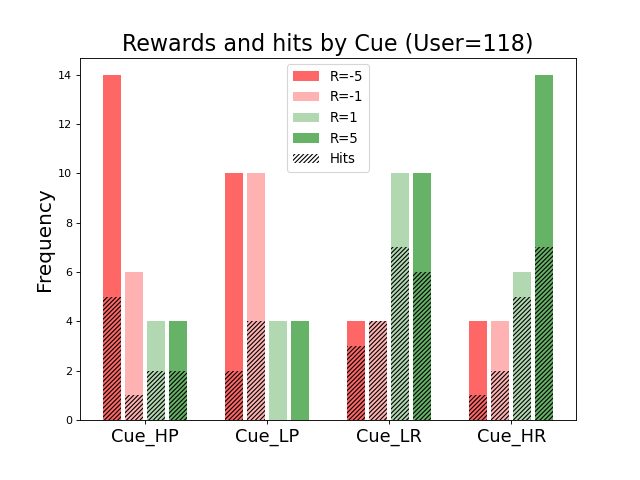 Rewards and hits by Cue (User=118)
R=-5
R=-1
R=1
R=5
Hits
Frequency
14
12
10
8
6
4
2
0
Cue_HP
Cue_LP
Cue_LR
Cue_HR